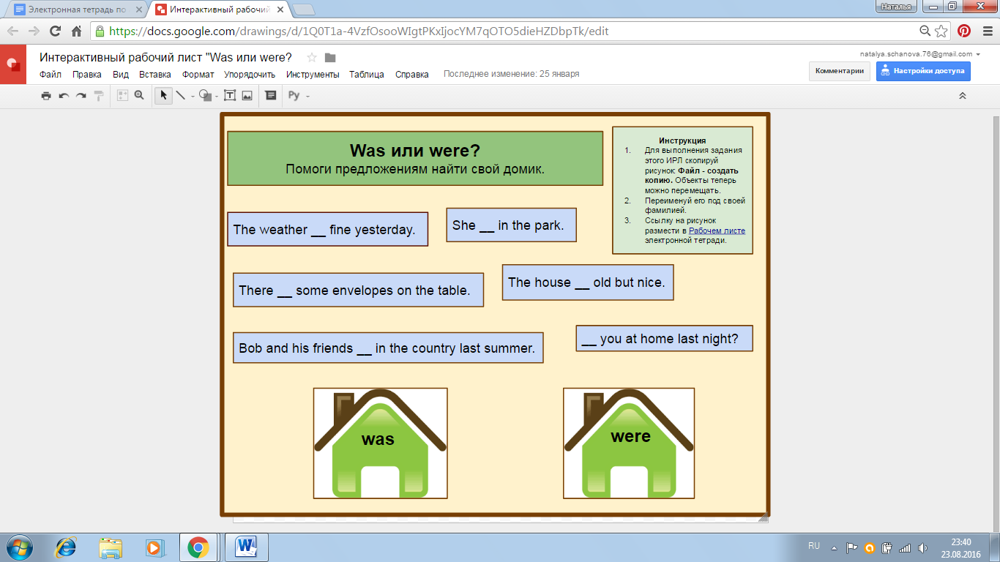 Электронная тетрадь по
Интерактивный рабочий
Наталья
https://docs.google.com/drawings/d/1Q0T1a-4VzfOsooWIgtPKxIjocYM7qOTO5dieHZDbpTk/edit
Интерактивный рабочий лист "Was или were?
natalya.schanova.76@gmail.com
Файл Правка Вид Вставка Формат Упорядочить Инструменты Таблица Справка Последнее изменение: 25 января
Комментарии
Настройки доступа
Ру
Was или were?
Помоги предложениям найти свой домик.
Инструкция
1. Для выполнения задания
этого ИРЛ скопируй
рисунок: Файл - создать
копию. Объекты теперь
можно перемещать.
2. Переименуй его под своей
фамилией.
3. Ссылку на рисунок
размести в Рабочем листе
электронной тетради.
The weather __ fine yesterday.
She __ in the park.
There __ some envelopes on the table.
The house __ old but nice.
Bob and his friends __ in the country last summer.
__ you at home last night?
was
were
RU
23:40
23.08.2016